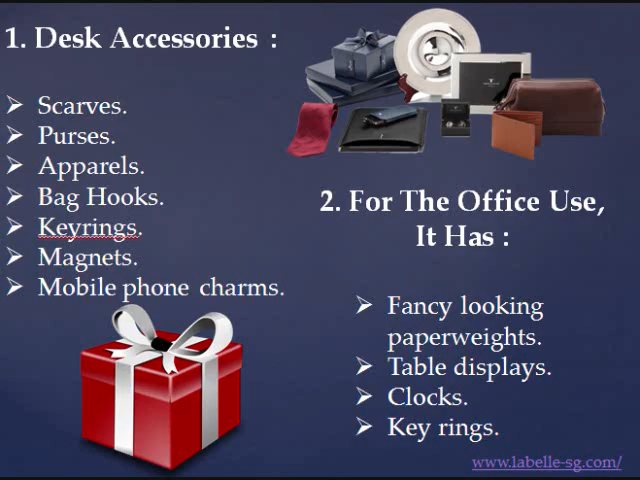 1. Desk Accessories :
➢ Scarves.
➢ Purses.
➢ Apparels.
➢ Bag Hooks.
➢ Keyrings.
➢ Magnets.
➢ Mobile phone charms.
2. For The Office Use,
It Has :
➢ Fancy looking
paperweights.
➢ Table displays.
➢ Clocks.
➢ Key rings.
www.labelle-sg.com/